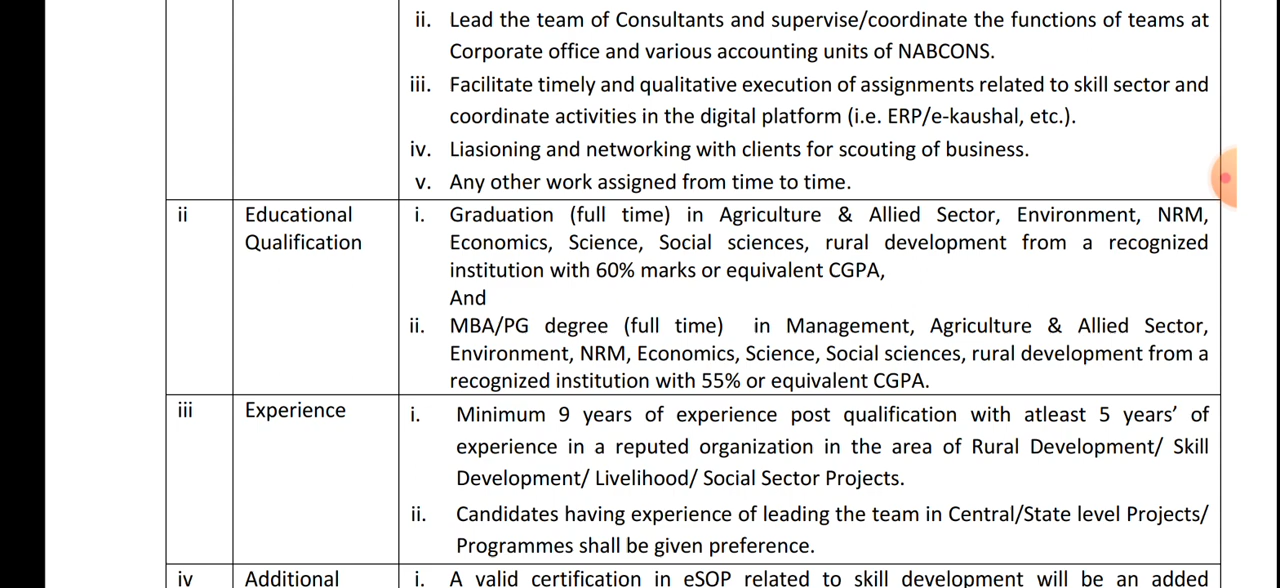 ii. Lead the team of Consultants and supervise/coordinate the functions of teams at
Corporate office and various accounting units of NABCONS.
iii. Facilitate timely and qualitative execution of assignments related to skill sector and
coordinate activities in the digital platform (i.e. ERP/e-kaushal, etc.).
iv. Liasioning and networking with clients for scouting of business.
v. Any other work assigned from time to time.
ii Educational Qualification
i. Graduation (full time) in Agriculture & Allied Sector, Environment, NRM,
Economics, Science, Social sciences, rural development from a recognized
institution with 60% marks or equivalent CGPA,
And
ii. MBA/PG degree (full time) in Management, Agriculture & Allied Sector,
Environment, NRM, Economics, Science, Social sciences, rural development from a
recognized institution with 55% or equivalent CGPA.
iii Experience
i. Minimum 9 years of experience post qualification with atleast 5 years’ of
experience in a reputed organization in the area of Rural Development/ Skill
Development/ Livelihood/ Social Sector Projects.
ii. Candidates having experience of leading the team in Central/State level Projects/
Programmes shall be given preference.
iv Additional
i. A valid certification in eSOP related to skill development will be an added